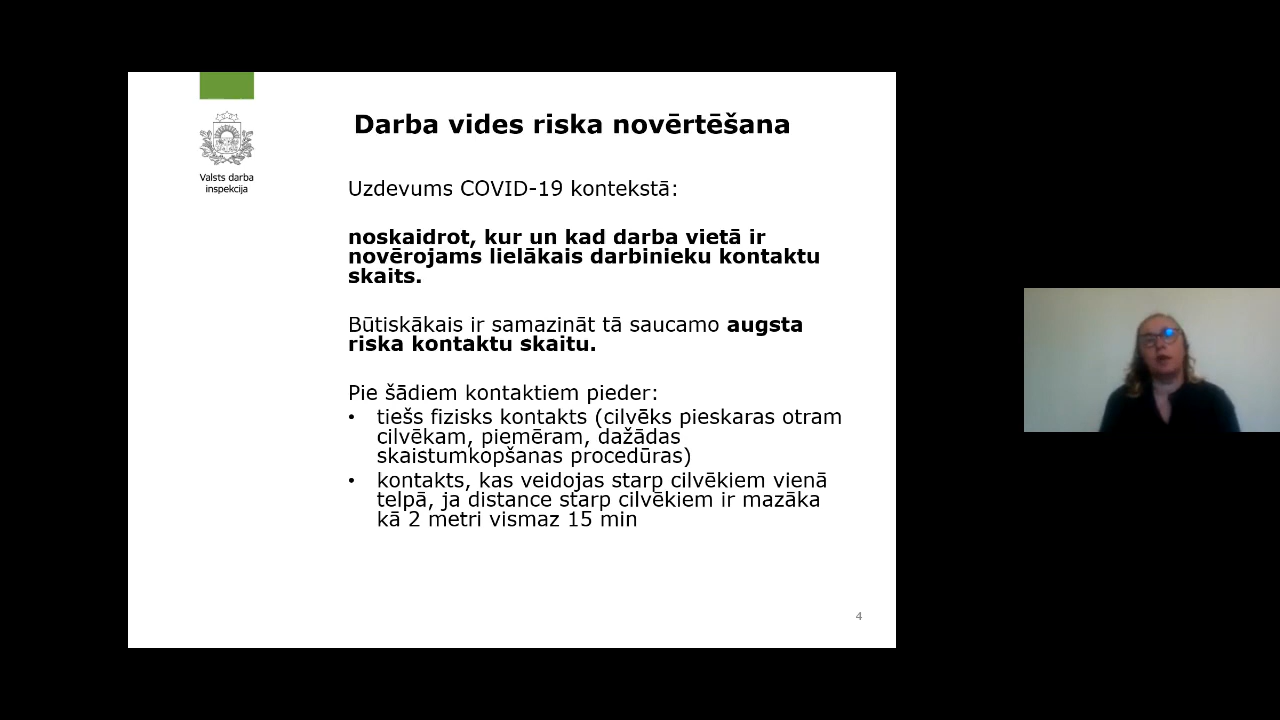 Darba vides riska novērtēšana
Valsts darba
inspekcija
Uzdevums COVID-19 kontekstā:
noskaidrot, kur un kad darba vietā ir
novērojams lielākais darbinieku kontaktu
skaits.
Būtiskākais ir samazināt tā saucamo augsta
riska kontaktu skaitu.
Pie šādiem kontaktiem pieder:
• tiešs fizisks kontakts (cilvēks pieskaras otram
cilvēkam, piemēram, dažādas
skaistumkopšanas procedūras)
• kontakts, kas veidojas starp cilvēkiem vienā
telpā, ja distance starp cilvēkiem ir mazāka
kā 2 metri vismaz 15 min
4